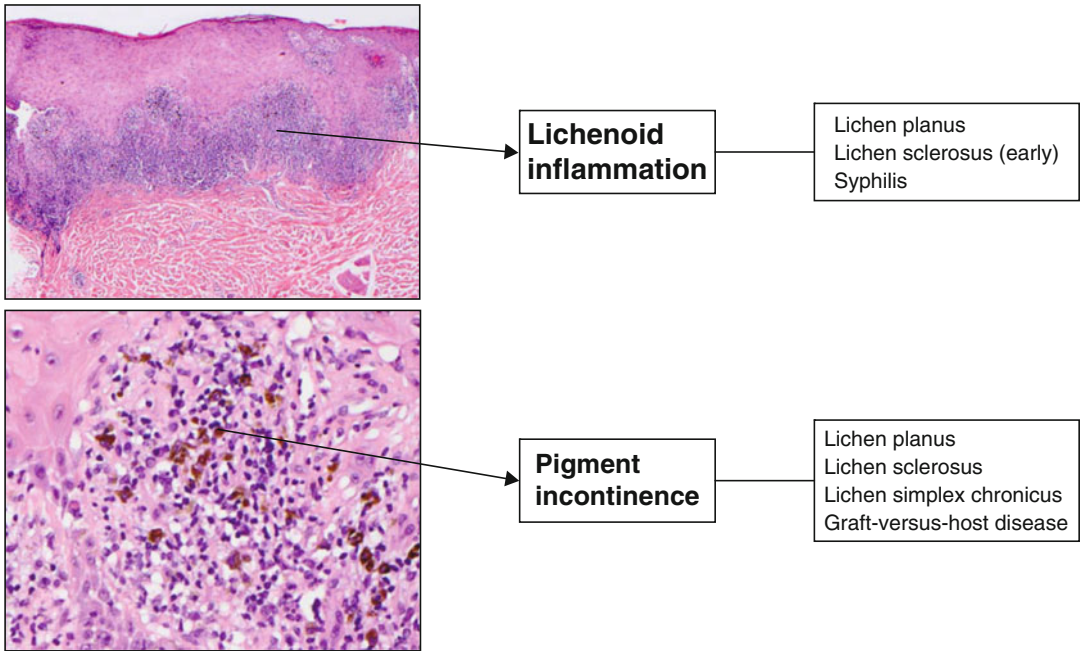 Lichenoid
inflammation
Lichen planus
Lichen sclerosus (early)
Syphilis
Pigment
incontinence
Lichen planus
Lichen sclerosus
Lichen simplex chronicus
Graft-versus-host disease